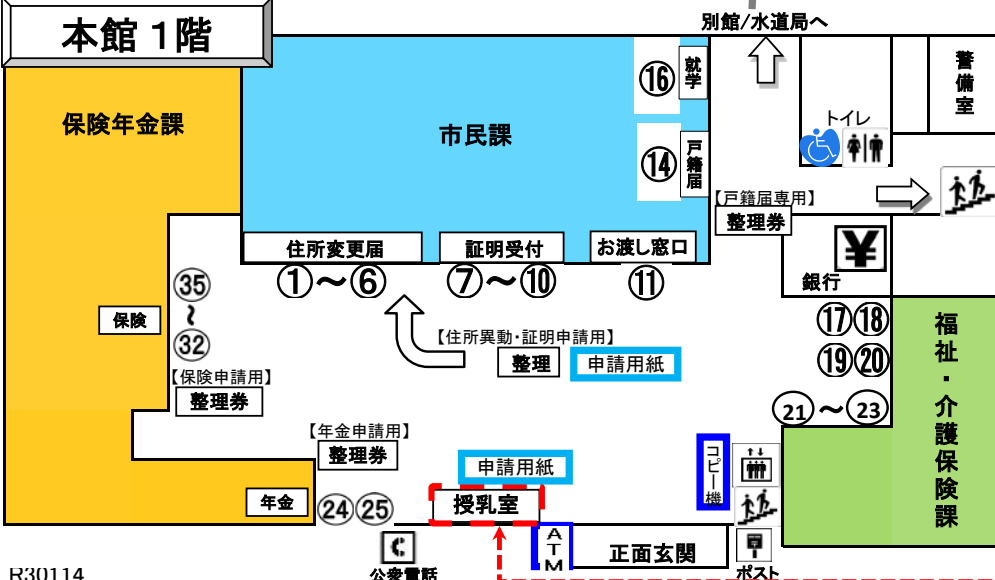 本館 1階
別館/水道局へ
保険年金課
市民課
⑯
就学
⑭
戸籍届
トイレ
警備室
【戸籍届専用】
整理券
住所変更届
証明受付
お渡し窓口
①～⑥
⑦～⑩
⑪
¥
銀行
㉟
～
㉜
保険
【保険申請用】
整理券
【住所異動・証明申請用】
整理
申請用紙
⑰⑱
⑲⑳
㉑～㉓
福祉・介護保険課
【年金申請用】
整理券
申請用紙
コピー機
年金
㉔㉕
授乳室
ATM
正面玄関
公衆電話
ポスト
R30114